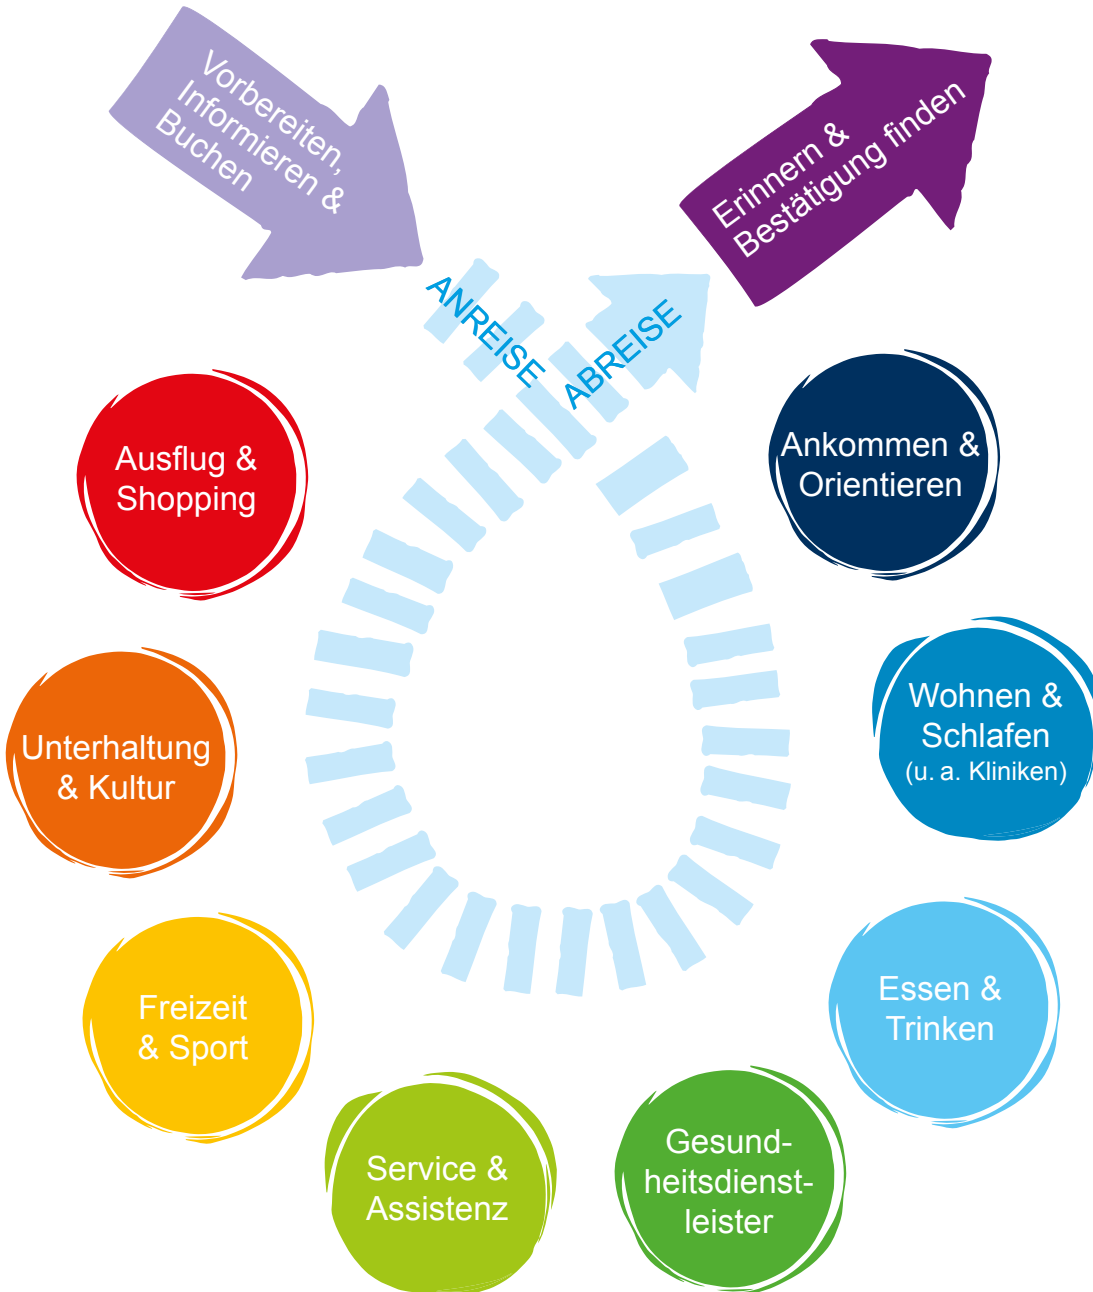 Vorbereiten,
Informieren &
Buchen
Erinnern &
Bestätigung finden
ANREISE
ABREISE
Ankommen &
Orientieren
Wohnen &
Schlafen
(u. a. Kliniken)
Essen &
Trinken
Gesund-
heitsdienst-
leister
Service &
Assistenz
Freizeit
& Sport
Unterhaltung
& Kultur
Ausflug &
Shopping